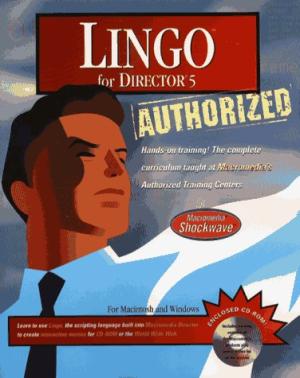 LINGO™
for DIRECTOR® 5
AUTHORIZED
Hands-on training! The complete
curriculum taught at Macromedia's
Authorized Training Centers
Macromedia
Shockwave
For Macintosh and Windows
Learn to use Lingo, the scripting language built into Macromedia Director
to create interactive movies for CD-ROM or the World Wide Web
ENCLOSED CD ROM: